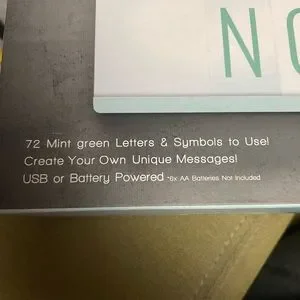 NO
72 Mint green Letters & Symbols to Use!
Create Your Own Unique Messages!
USB or Battery Powered *6x AA Batteries Not Included